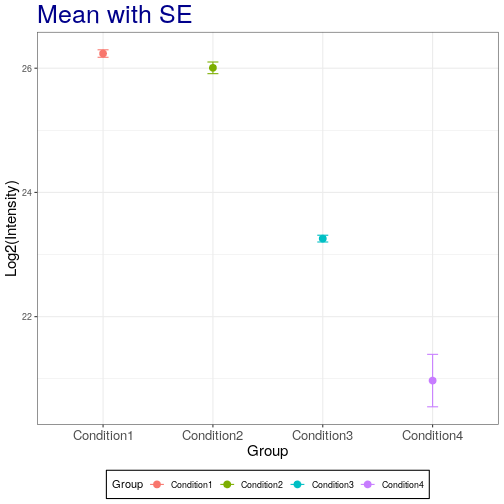 Mean with SE
26
24
22
Log2(Intensity)
Condition1 Condition2 Condition3 Condition4
Group
Group Condition1 Condition2 Condition3 Condition4